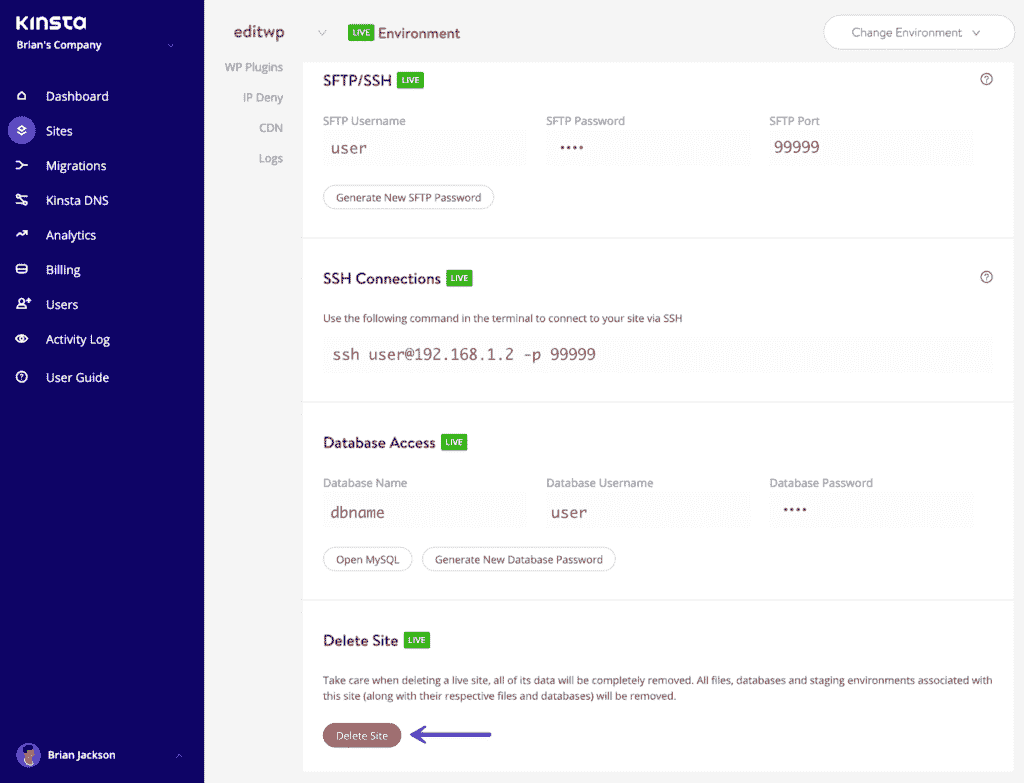 KINSTA
Brian's Company
Dashboard
Sites
Migrations
Kinsta DNS
Analytics
Billing
Users
Activity Log
User Guide
Brian Jackson
editwp
LIVE Environment
Change Environment
WP Plugins
IP Deny
CDN
Logs
SFTP/SSH LIVE
SFTP Username SFTP Password SFTP Port
user •••• 99999
Generate New SFTP Password
SSH Connections LIVE
Use the following command in the terminal to connect to your site via SSH
ssh user@192.168.1.2 -p 99999
Database Access LIVE
Database Name Database Username Database Password
dbname user ••••
Open MySQL Generate New Database Password
Delete Site LIVE
Take care when deleting a live site, all of its data will be completely removed. All files, databases and staging environments associated with
this site (along with their respective files and databases) will be removed.
Delete Site